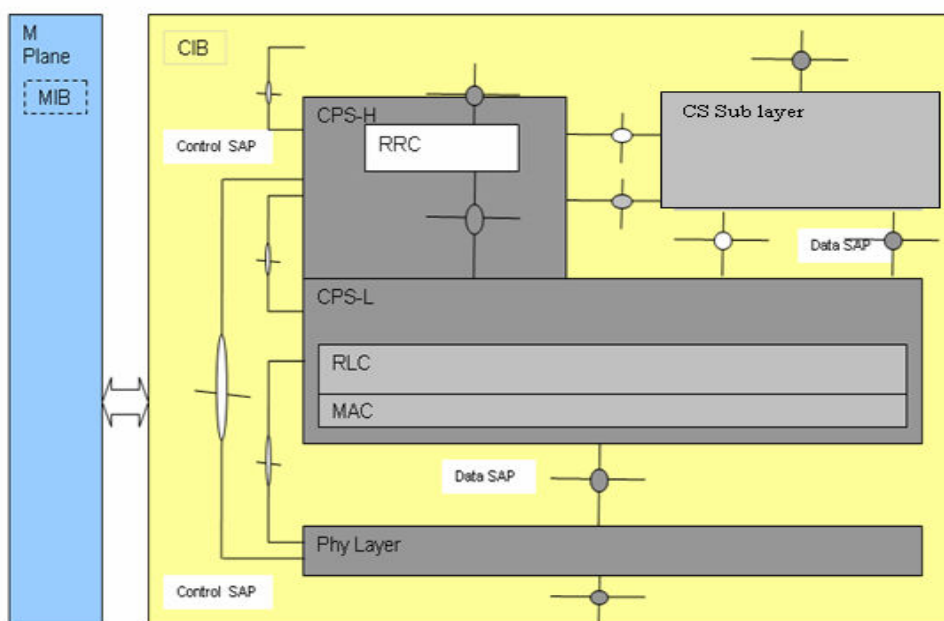 M
Plane
MIB
CIB
Control SAP
CPS-H
RRC
CS Sub layer
Data SAP
CPS-L
RLC
MAC
Data SAP
Phy Layer
Control SAP